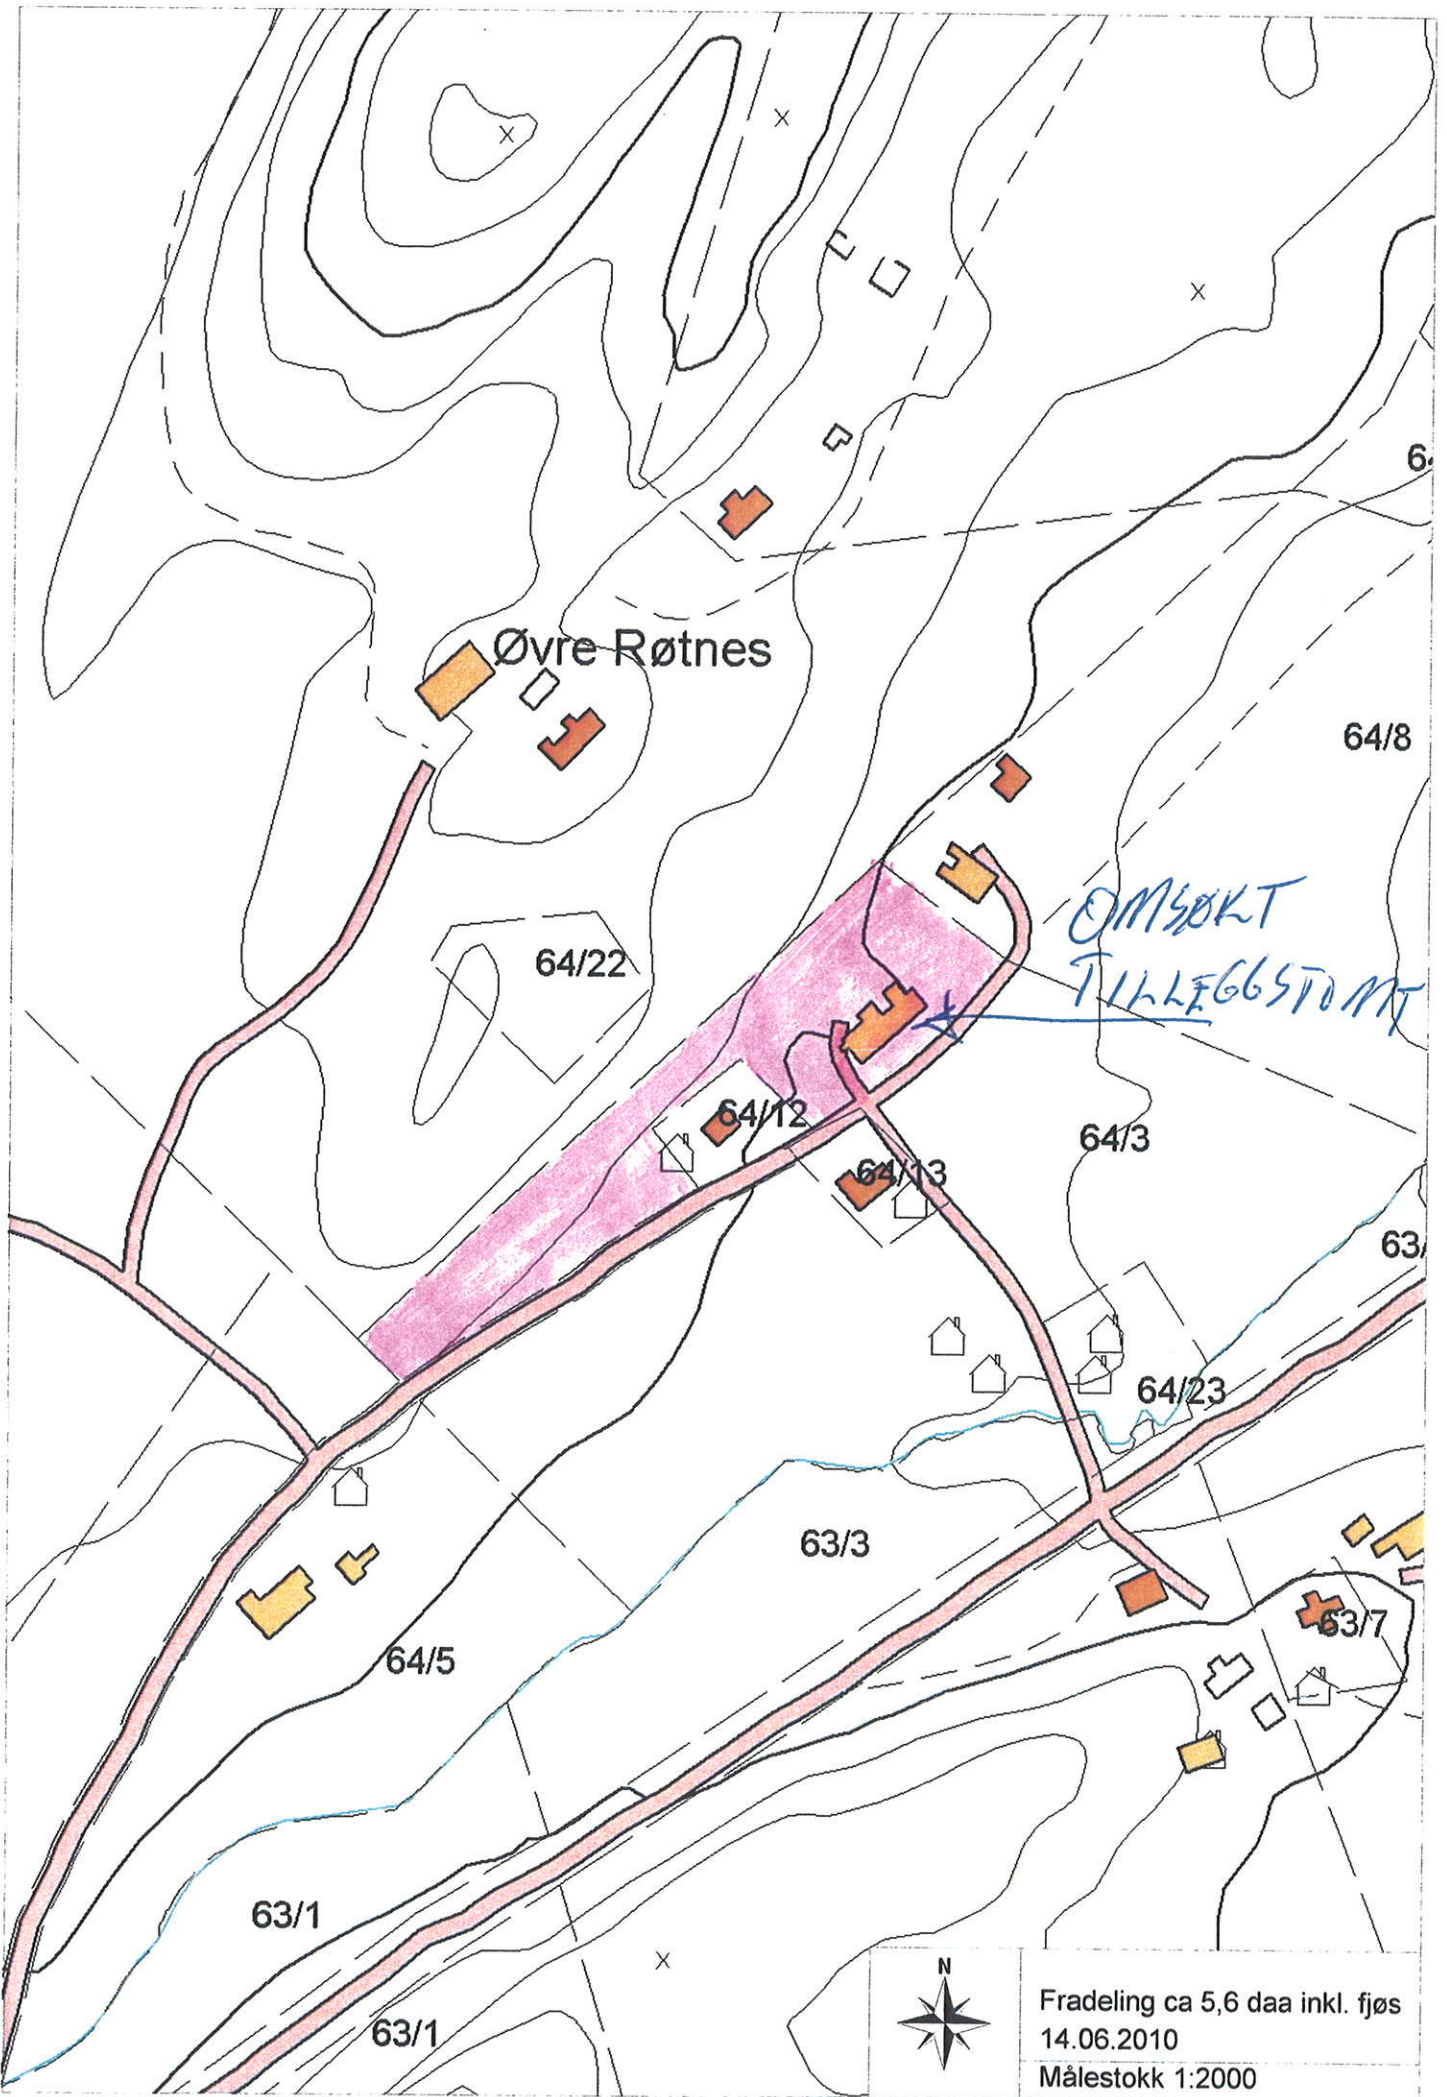 64
Øvre Røtnes
64/8
OMSØKT
TILLEGGSTOMT
64/22
64/12
64/3
64/13
63/
64/23
63/3
63/7
64/5
63/1
63/1
N
Fradeling ca 5,6 daa inkl. fjøs
14.06.2010
Målestokk 1:2000